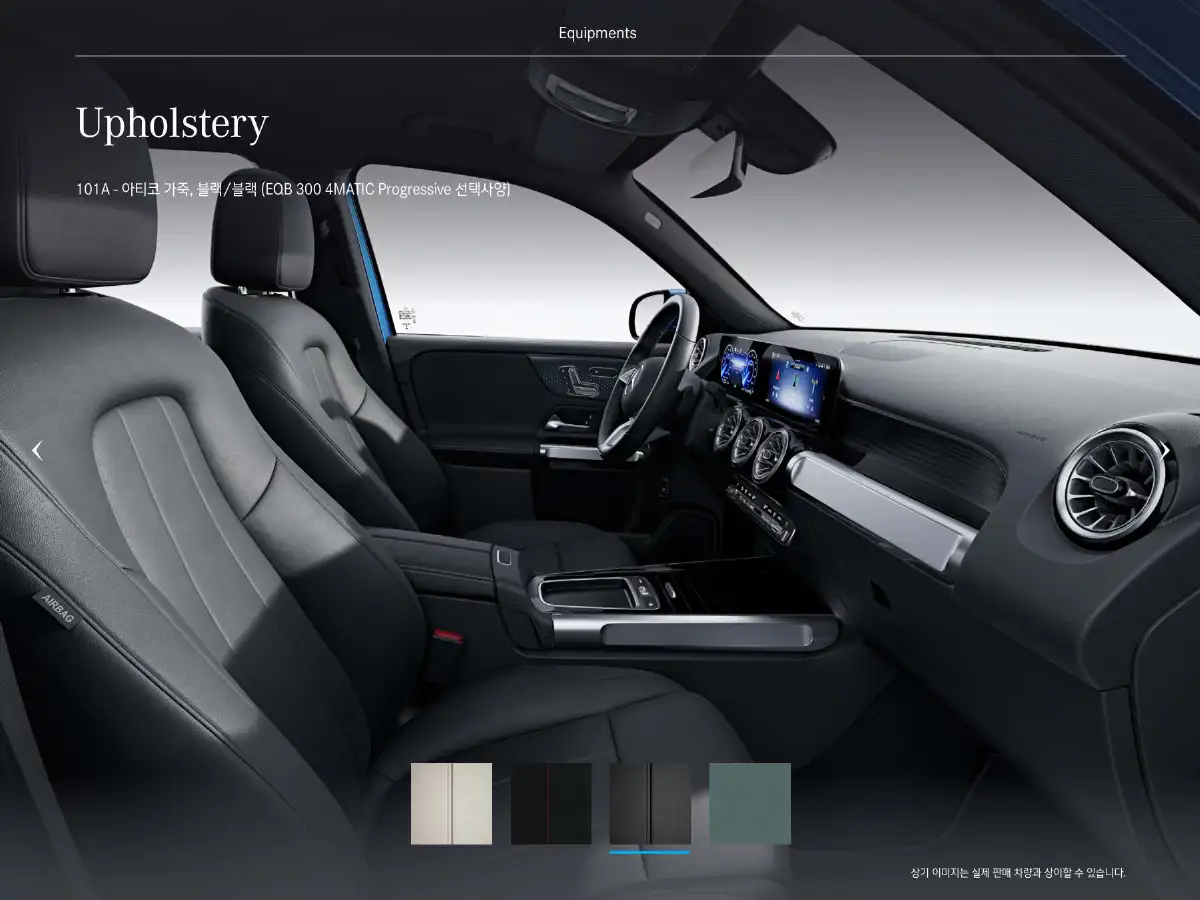 Equipments
Upholstery
101A - 아티코 가죽, 블랙/블랙 (EQB 300 4MATIC Progressive 선택사양)
AIRBAG
상기 이미지는 실제 판매 차량과 상이할 수 있습니다.